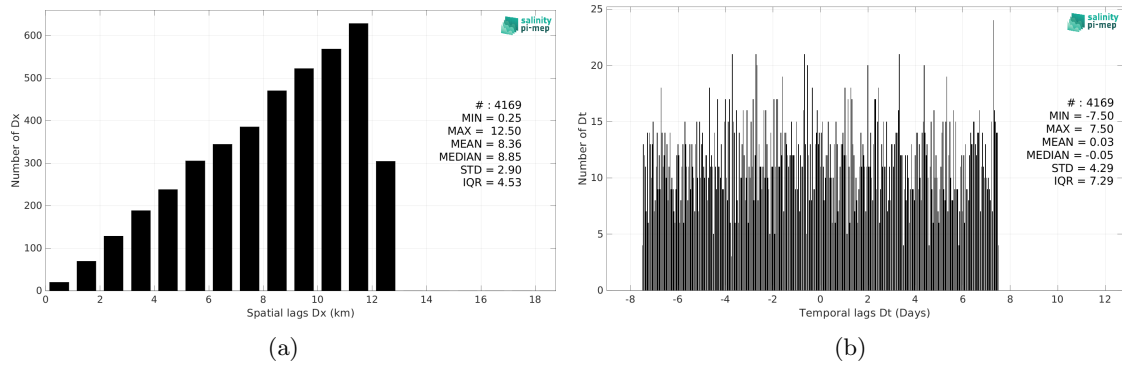 600
500
400
300
200
100
0
Number of Dx
0 2 4 6 8 10 12 14 16 18
Spatial lags Dx (km)
salinity
pi-mep
# : 4169
MIN = 0.25
MAX = 12.50
MEAN = 8.36
MEDIAN = 8.85
STD = 2.90
IQR = 4.53
(a)
25
20
15
10
5
0
Number of Dt
-8 -6 -4 -2 0 2 4 6 8 10 12
Temporal lags Dt (Days)
salinity
pi-mep
# : 4169
MIN = -7.50
MAX = 7.50
MEAN = 0.03
MEDIAN = -0.05
STD = 4.29
IQR = 7.29
(b)